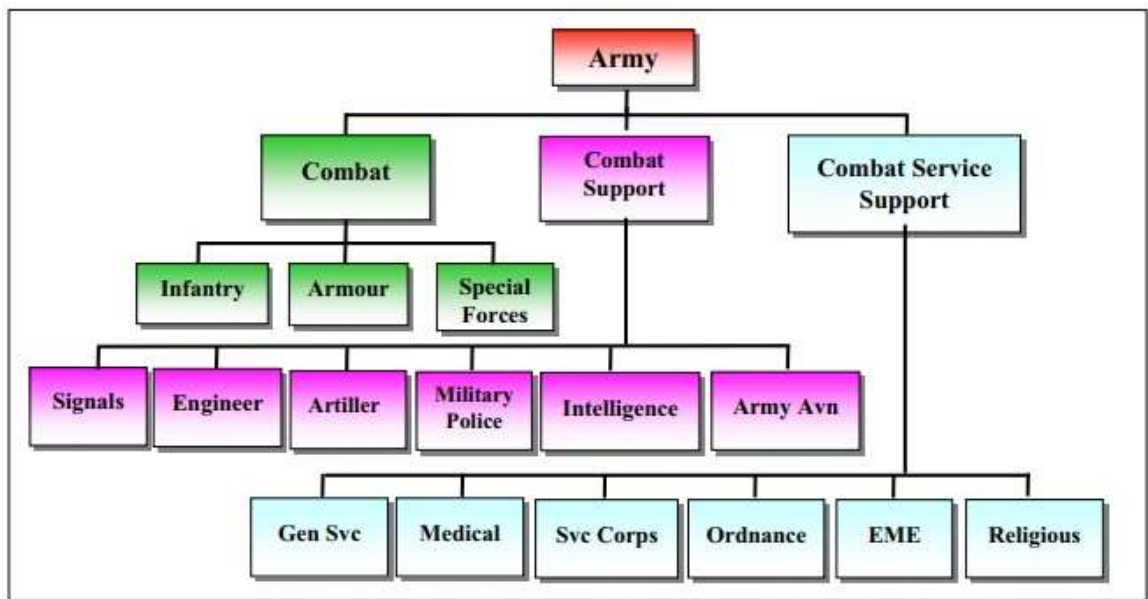 Army
Combat
Combat
Support
Combat Service
Support
Infantry
Armour
Special
Forces
Signals
Engineer
Artiller
Military
Police
Intelligence
Army Avn
Gen Svc
Medical
Svc Corps
Ordnance
EME
Religious